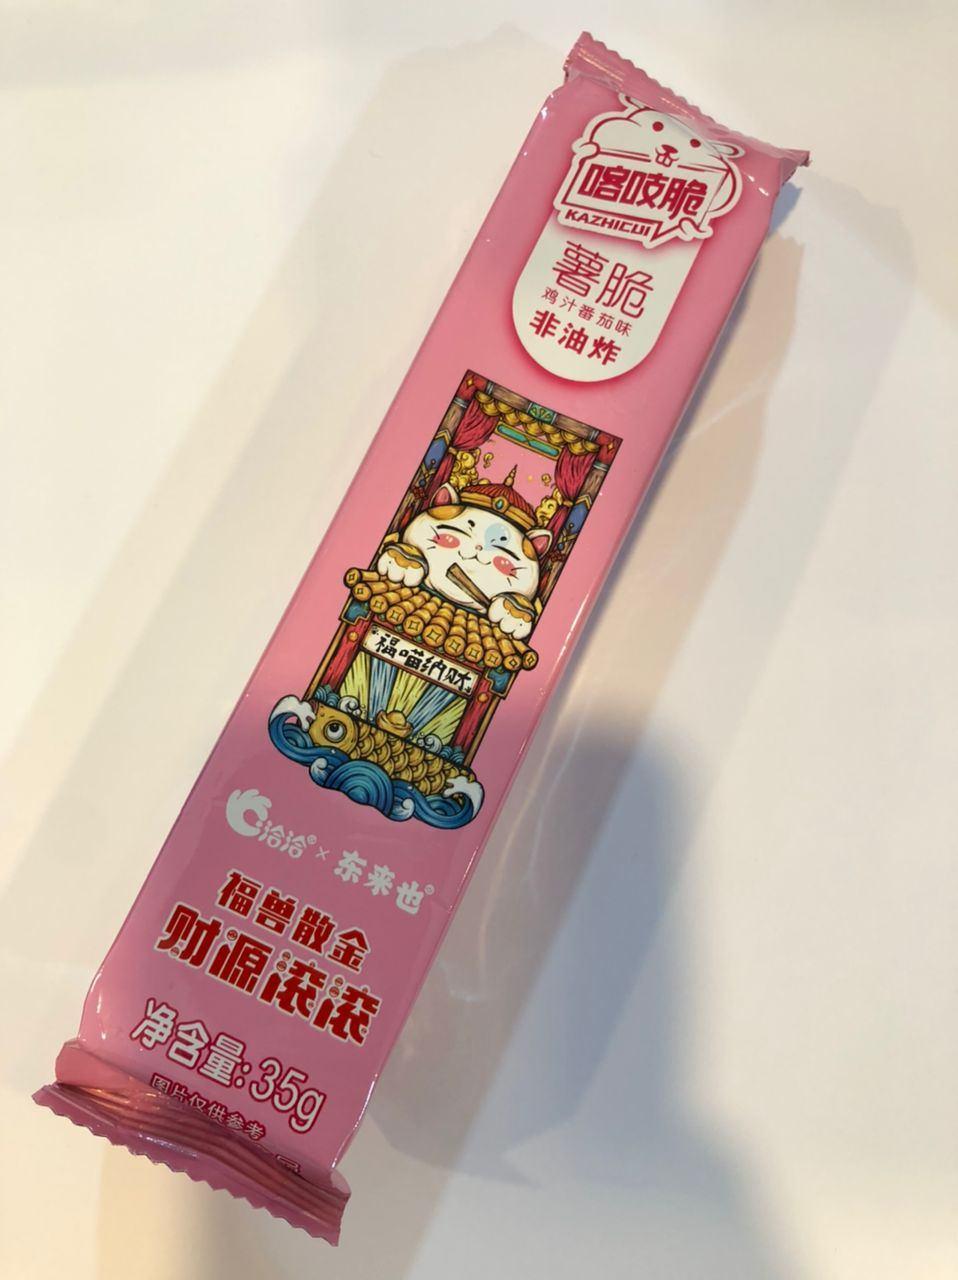 喀吱脆
KAZHICUI
薯脆
鸡汁番茄味
非油炸
福喵纳财
洽洽® × 东来也®
福兽散金
财源滚滚
净含量:35g
图片仅供参考